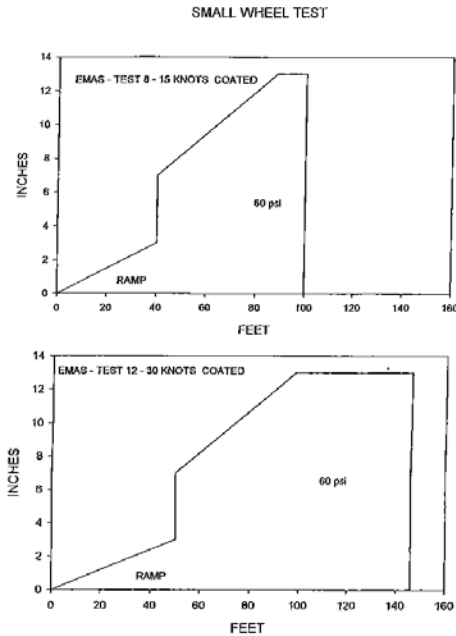 SMALL WHEEL TEST
14
EMAS - TEST 8 - 15 KNOTS COATED
12
10
8
INCHES
6
60 psi
4
2
RAMP
0
0 20 40 60 80 100 120 140 160
FEET
14
EMAS - TEST 12 - 30 KNOTS COATED
12
10
8
INCHES
60 psi
6
4
2
RAMP
0
0 20 40 60 80 100 120 140 160
FEET